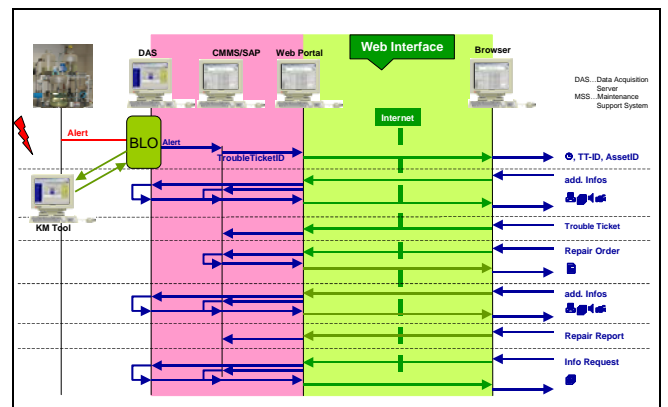 Web Interface
DAS
CMMS/SAP
Web Portal
Browser
DAS...Data Acquisition
Server
MSS...Maintenance
Support System
Internet
Alert
BLO
Alert
TroubleTicketID
, TT-ID, AssetID
add. Infos
KM Tool
Trouble Ticket
Repair Order
add. Infos
Repair Report
Info Request